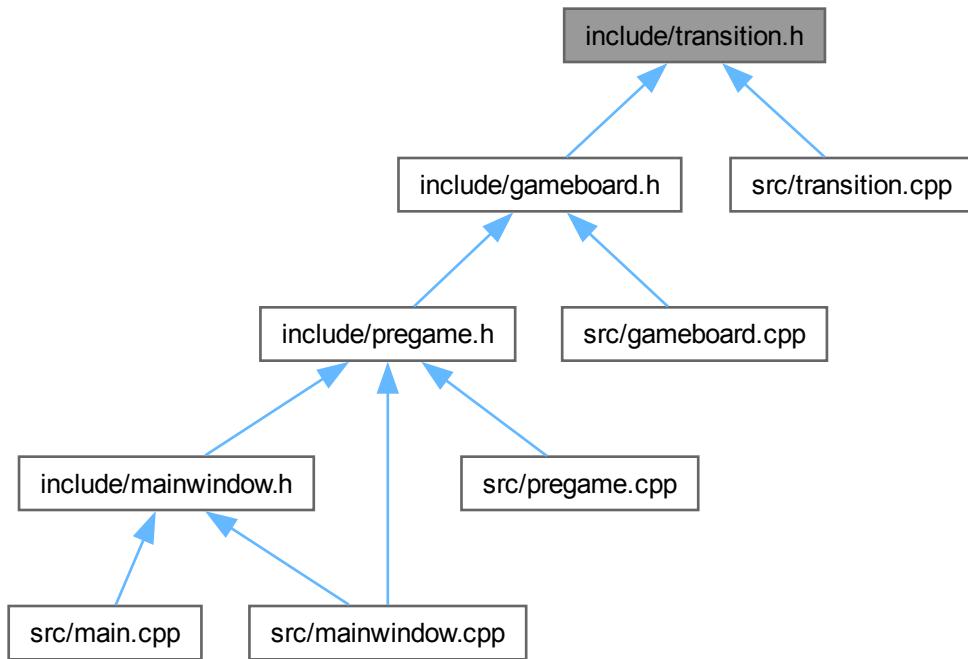 include/transition.h
include/gameboard.h
src/transition.cpp
include/pregame.h
src/gameboard.cpp
include/mainwindow.h
src/pregame.cpp
src/main.cpp
src/mainwindow.cpp